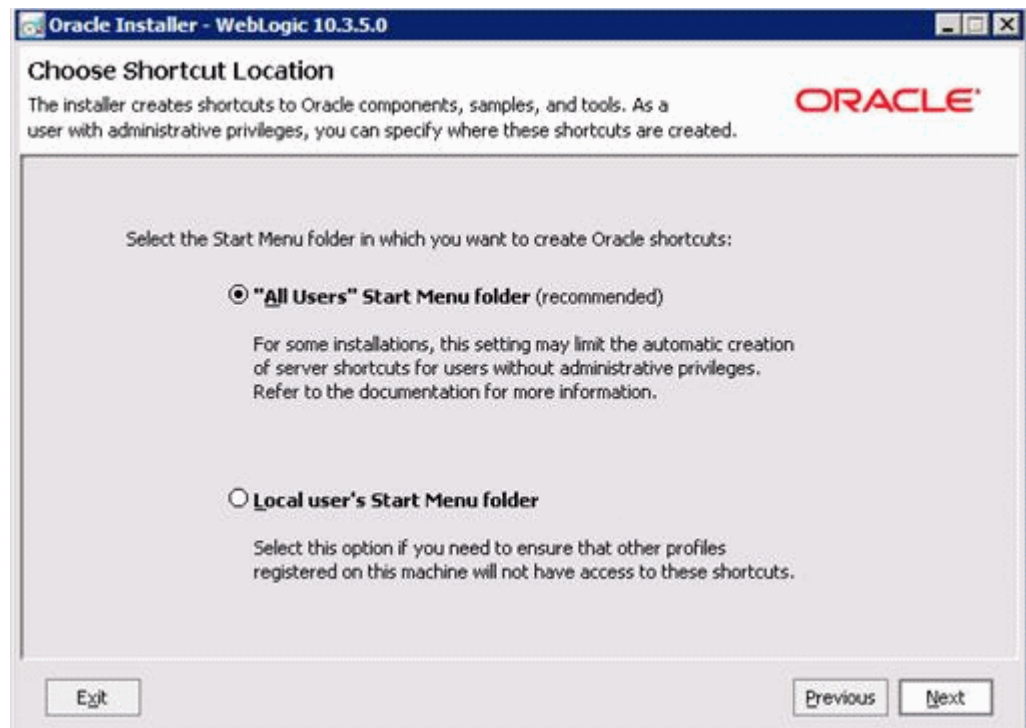 Oracle Installer - WebLogic 10.3.5.0
Choose Shortcut Location
The installer creates shortcuts to Oracle components, samples, and tools. As a
user with administrative privileges, you can specify where these shortcuts are created.
ORACLE
Select the Start Menu folder in which you want to create Oracle shortcuts:
"All Users" Start Menu folder (recommended)
For some installations, this setting may limit the automatic creation
of server shortcuts for users without administrative privileges.
Refer to the documentation for more information.
Local user's Start Menu folder
Select this option if you need to ensure that other profiles
registered on this machine will not have access to these shortcuts.
Exit
Previous
Next